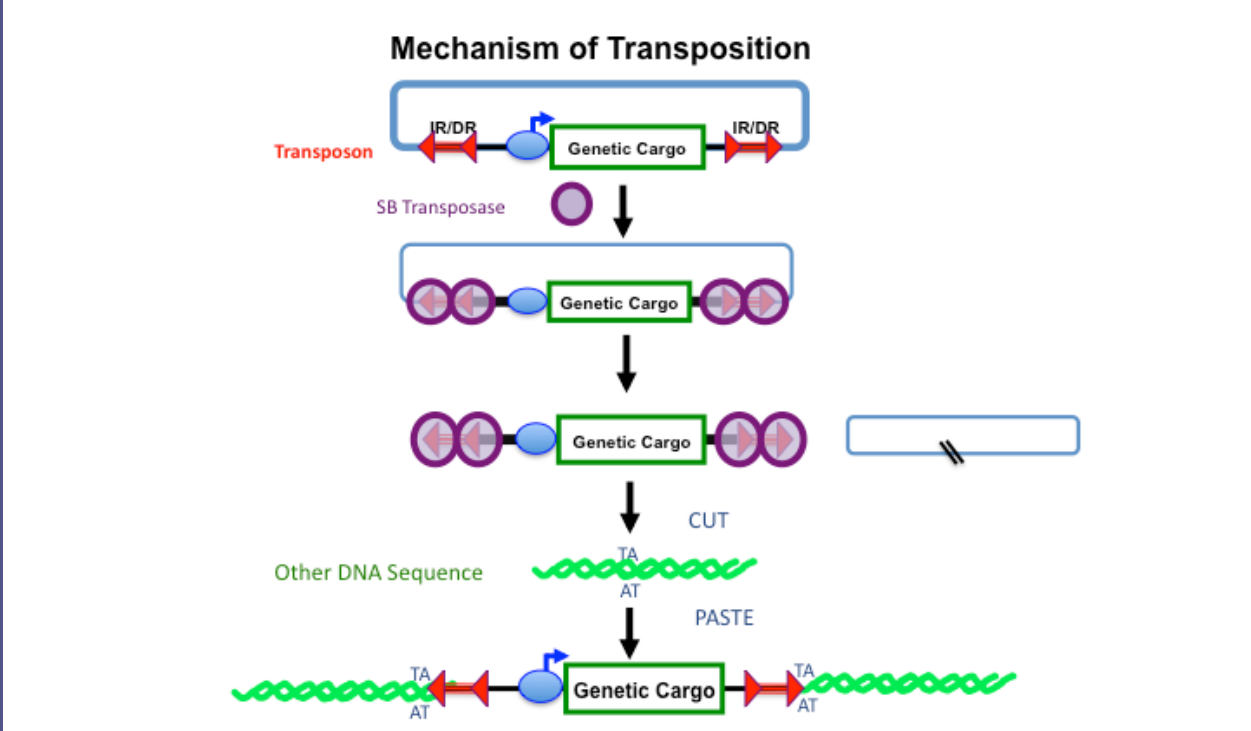 Mechanism of Transposition
IR/DR
IR/DR
Transposon
Genetic Cargo
SB Transposase
Genetic Cargo
Genetic Cargo
CUT
TA
Other DNA Sequence
AT
PASTE
TA
TA
Genetic Cargo
AT
AT